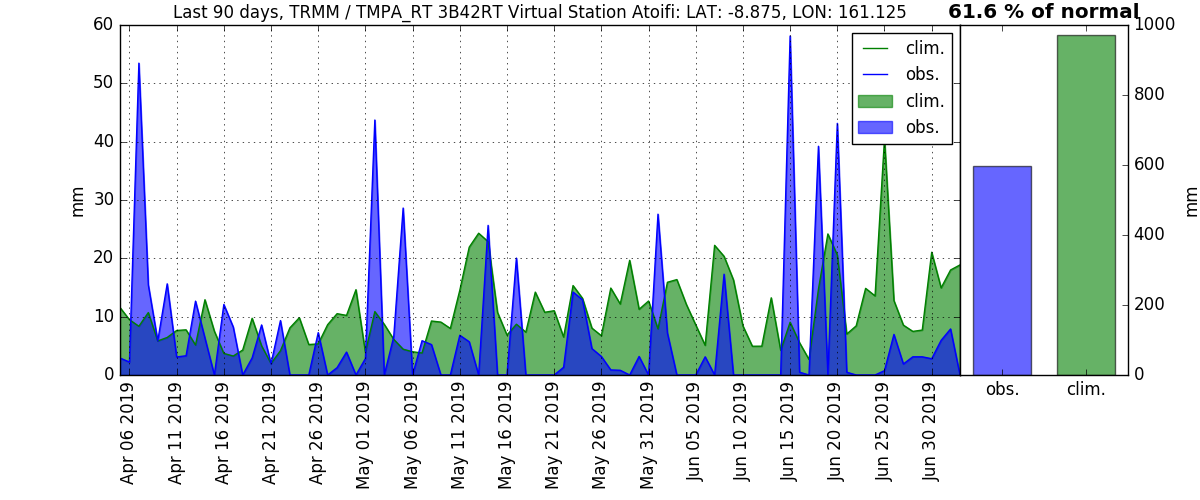 Last 90 days, TRMM / TMPA_RT 3B42RT Virtual Station Atoifi: LAT: -8.875, LON: 161.125
61.6 % of normal
60
50
40
30
20
10
0
mm
clim.
obs.
clim.
obs.
1000
800
600
400
200
0
mm
Apr 06 2019
Apr 11 2019
Apr 16 2019
Apr 21 2019
Apr 26 2019
May 01 2019
May 06 2019
May 11 2019
May 16 2019
May 21 2019
May 26 2019
May 31 2019
Jun 05 2019
Jun 10 2019
Jun 15 2019
Jun 20 2019
Jun 25 2019
Jun 30 2019
obs.
clim.